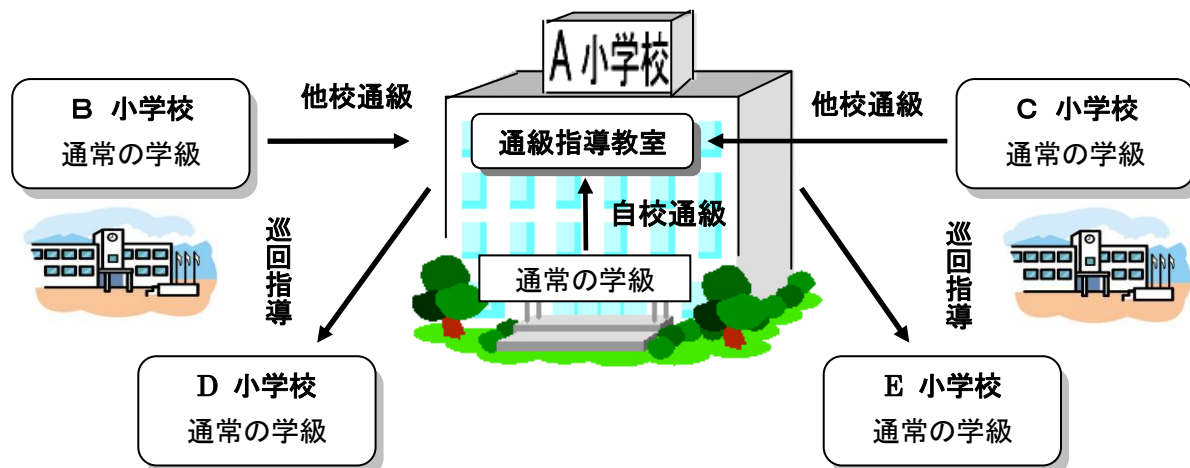 A 小学校
B 小学校
通常の学級
他校通級
通級指導教室
他校通級
C 小学校
通常の学級
自校通級
通常の学級
巡回指導
巡回指導
D 小学校
通常の学級
E 小学校
通常の学級